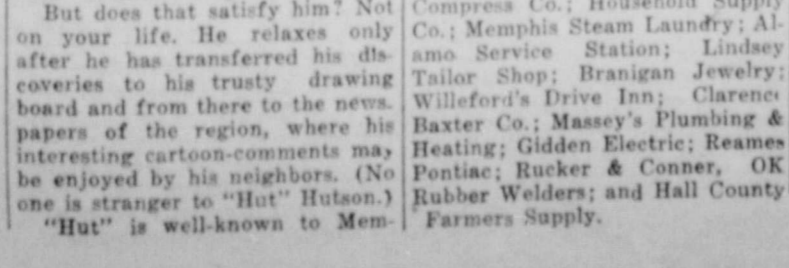 But does that satisfy him? Not
on your life. He relaxes only
after he has transferred his dis-
coveries to his trusty drawing
board and from there to the news.
papers of the region, where his
interesting cartoon-comments may
be enjoyed by his neighbors. (No
one is stranger to "Hut" Hutson.)
"Hut" is well-known to Mem-
Compress Co.; Household Supply
Co.; Memphis Steam Laundry; Al-
amo Service Station; Lindsey
Tailor Shop; Branigan Jewelry;
Willeford's Drive Inn; Clarence
Baxter Co.; Massey's Plumbing &
Heating; Gidden Electric; Reames
Pontiac; Rucker & Conner, OK
Rubber Welders; and Hall County
Farmers Supply.